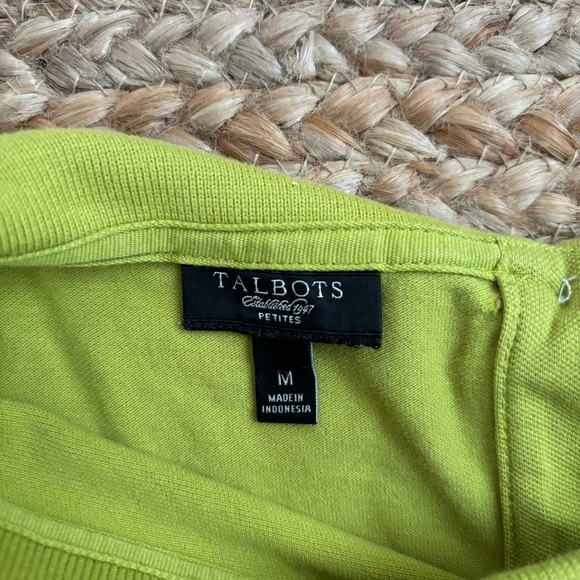 TALBOTS
Established 1947
PETITES
M
MADE IN
INDONESIA